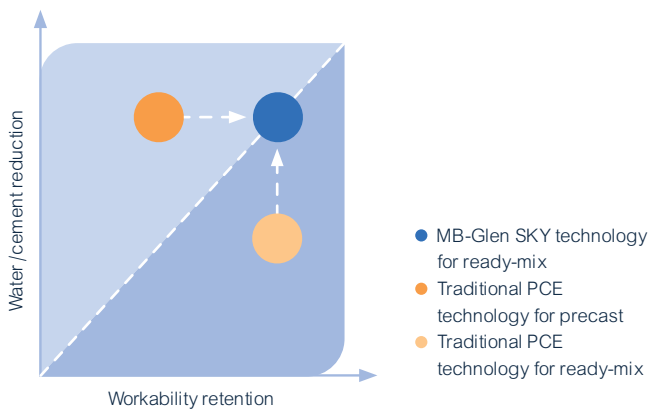 Water /cement reduction
MB-Glen SKY technology
for ready-mix
Traditional PCE
technology for precast
Traditional PCE
technology for ready-mix
Workability retention